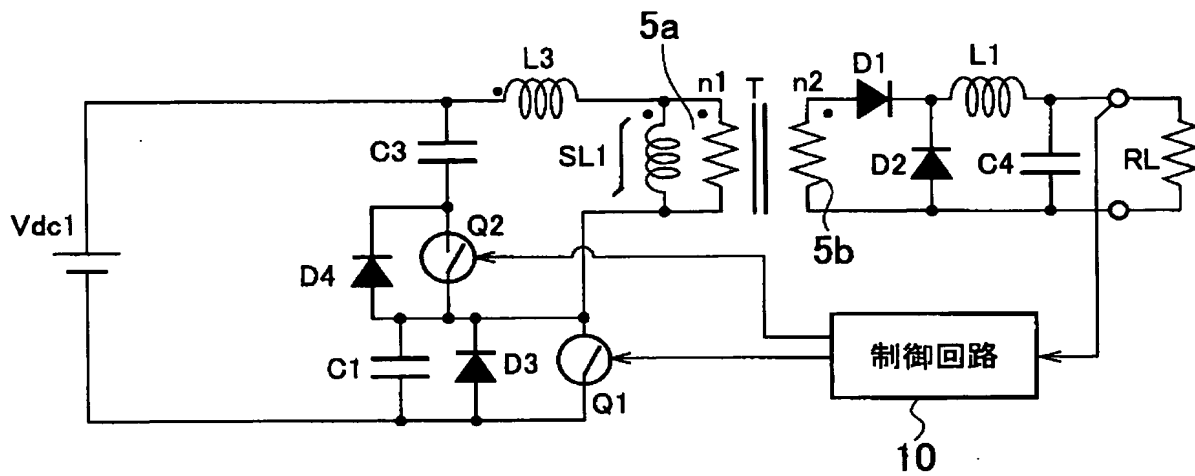 5a
L3
n1
T
n2
D1
L1
C3
SL1
D2
C4
RL
Vdc1
Q2
D4
5b
C1
D3
Q1
制御回路
10